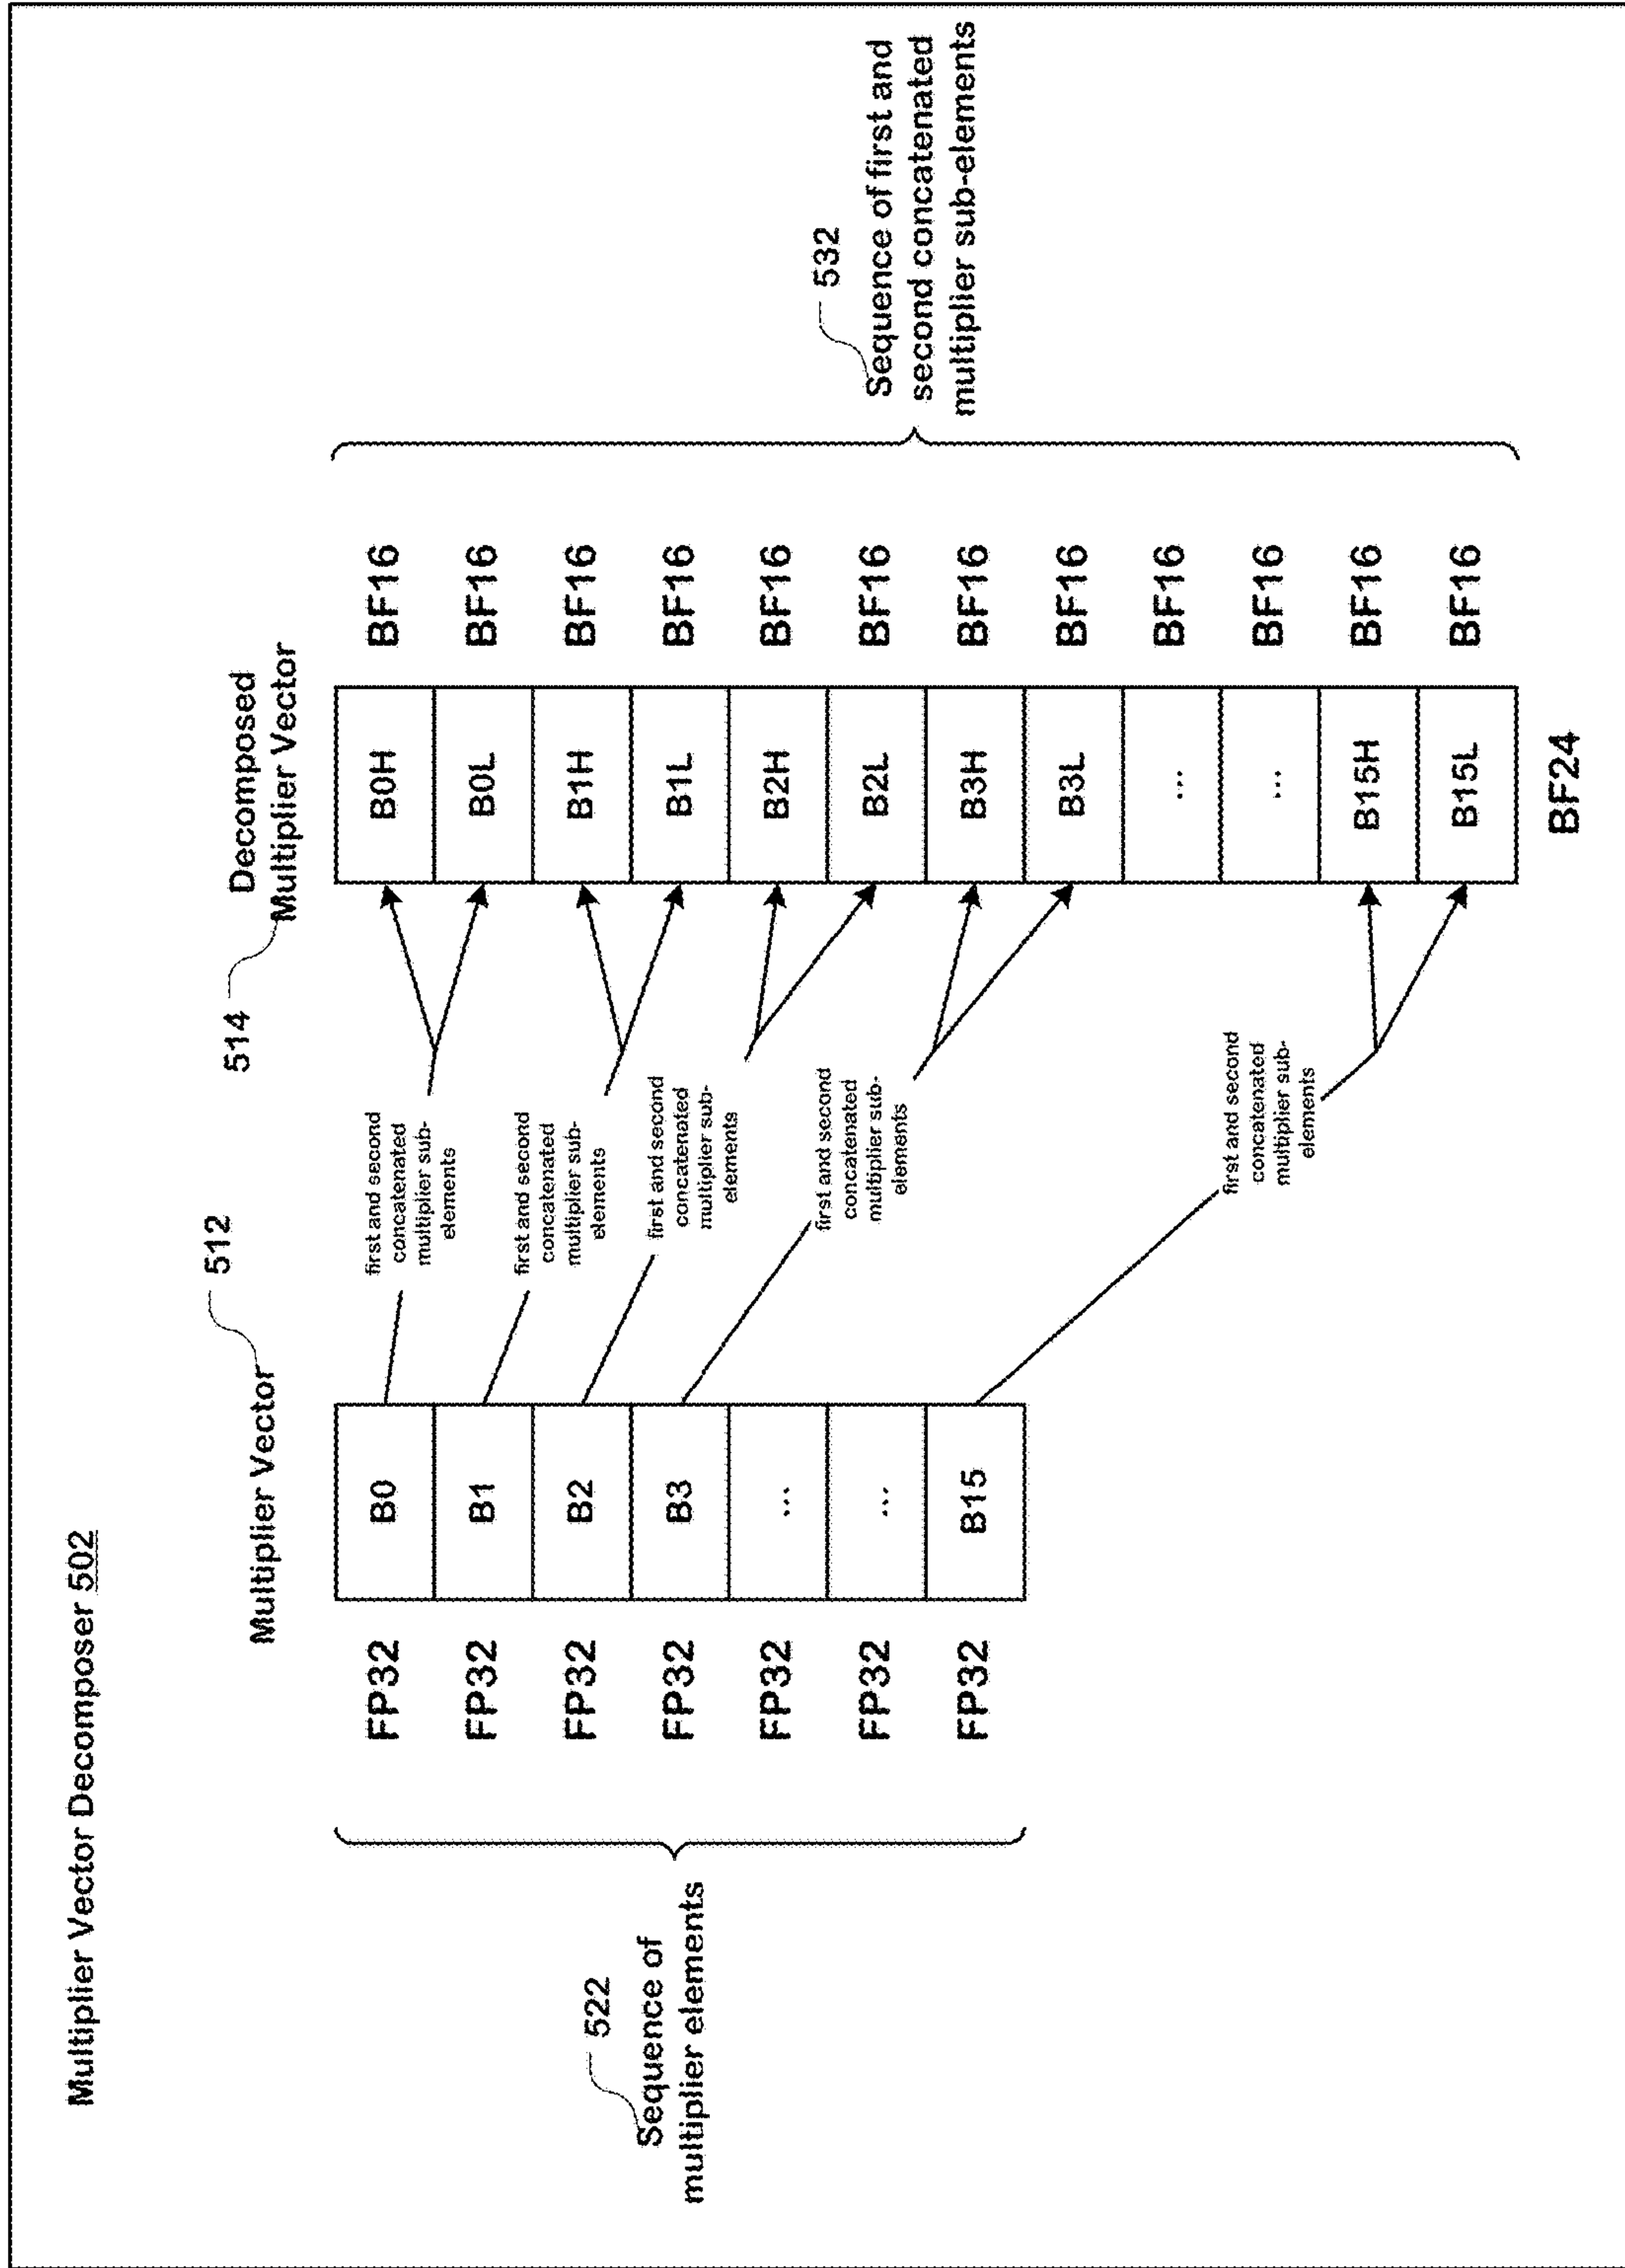 Multiplier Vector Decomposer 502
522
Sequence of
multiplier elements
Multiplier Vector
512
FP32
FP32
FP32
FP32
FP32
FP32
FP32
B0
B1
B2
B3
...
...
B15
first and second
concatenated
multiplier sub-
elements
first and second
concatenated
multiplier sub-
elements
first and second
concatenated
multiplier sub-
elements
first and second
concatenated
multiplier sub-
elements
first and second
concatenated
multiplier sub-
elements
514
Decomposed
Multiplier Vector
B0H
B0L
B1H
B1L
B2H
B2L
B3H
B3L
...
...
B15H
B15L
BF24
BF16
BF16
BF16
BF16
BF16
BF16
BF16
BF16
BF16
BF16
BF16
BF16
532
Sequence of first and
second concatenated
multiplier sub-elements